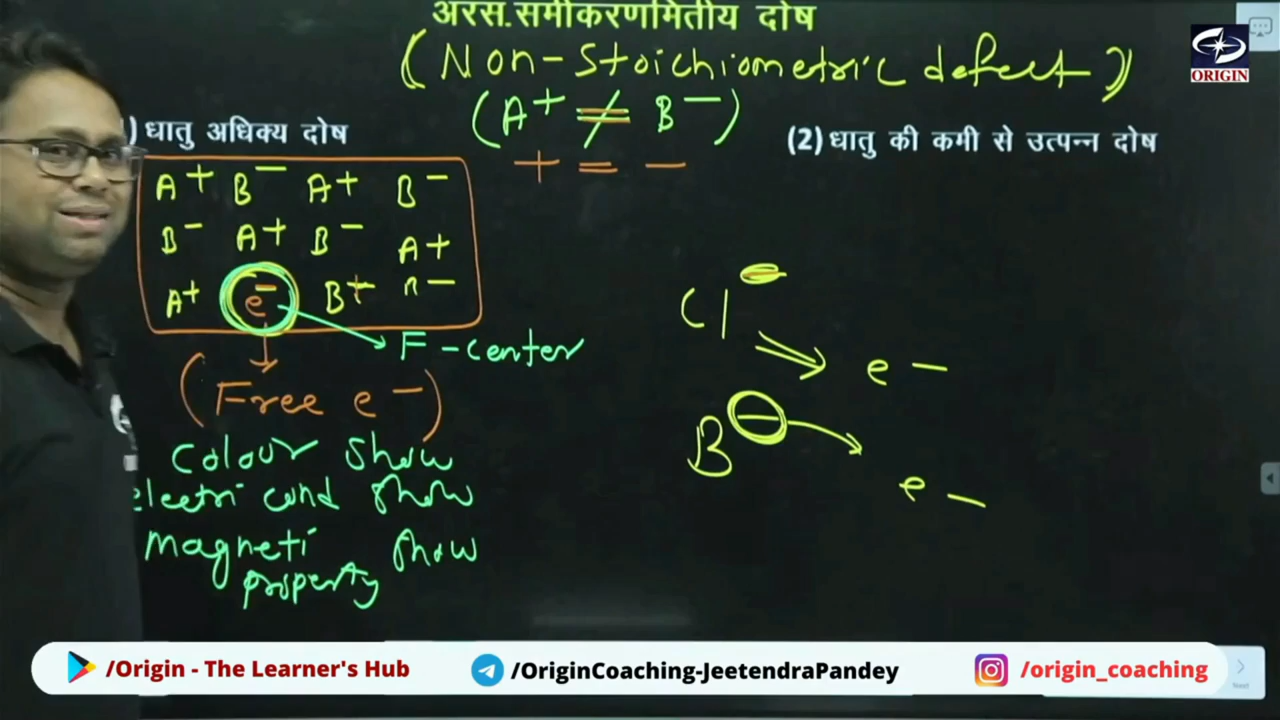 अरस.समीकरणमितीय दोष
(Non-Stoichiometric defect)
ORIGIN
(A+ ≠ B-)
+ = -
) धातु अधिक्य दोष
(2) धातु की कमी से उत्पन्न दोष
A+ B- A+ B-
B- A+ B- A+
A+ e- B+
F-center
(Free e-)
Colour Show
electri cond show
magneti show
property
Cl-
e-
B-
e-
/Origin - The Learner's Hub
/OriginCoaching-JeetendraPandey
/origin_coaching
Next